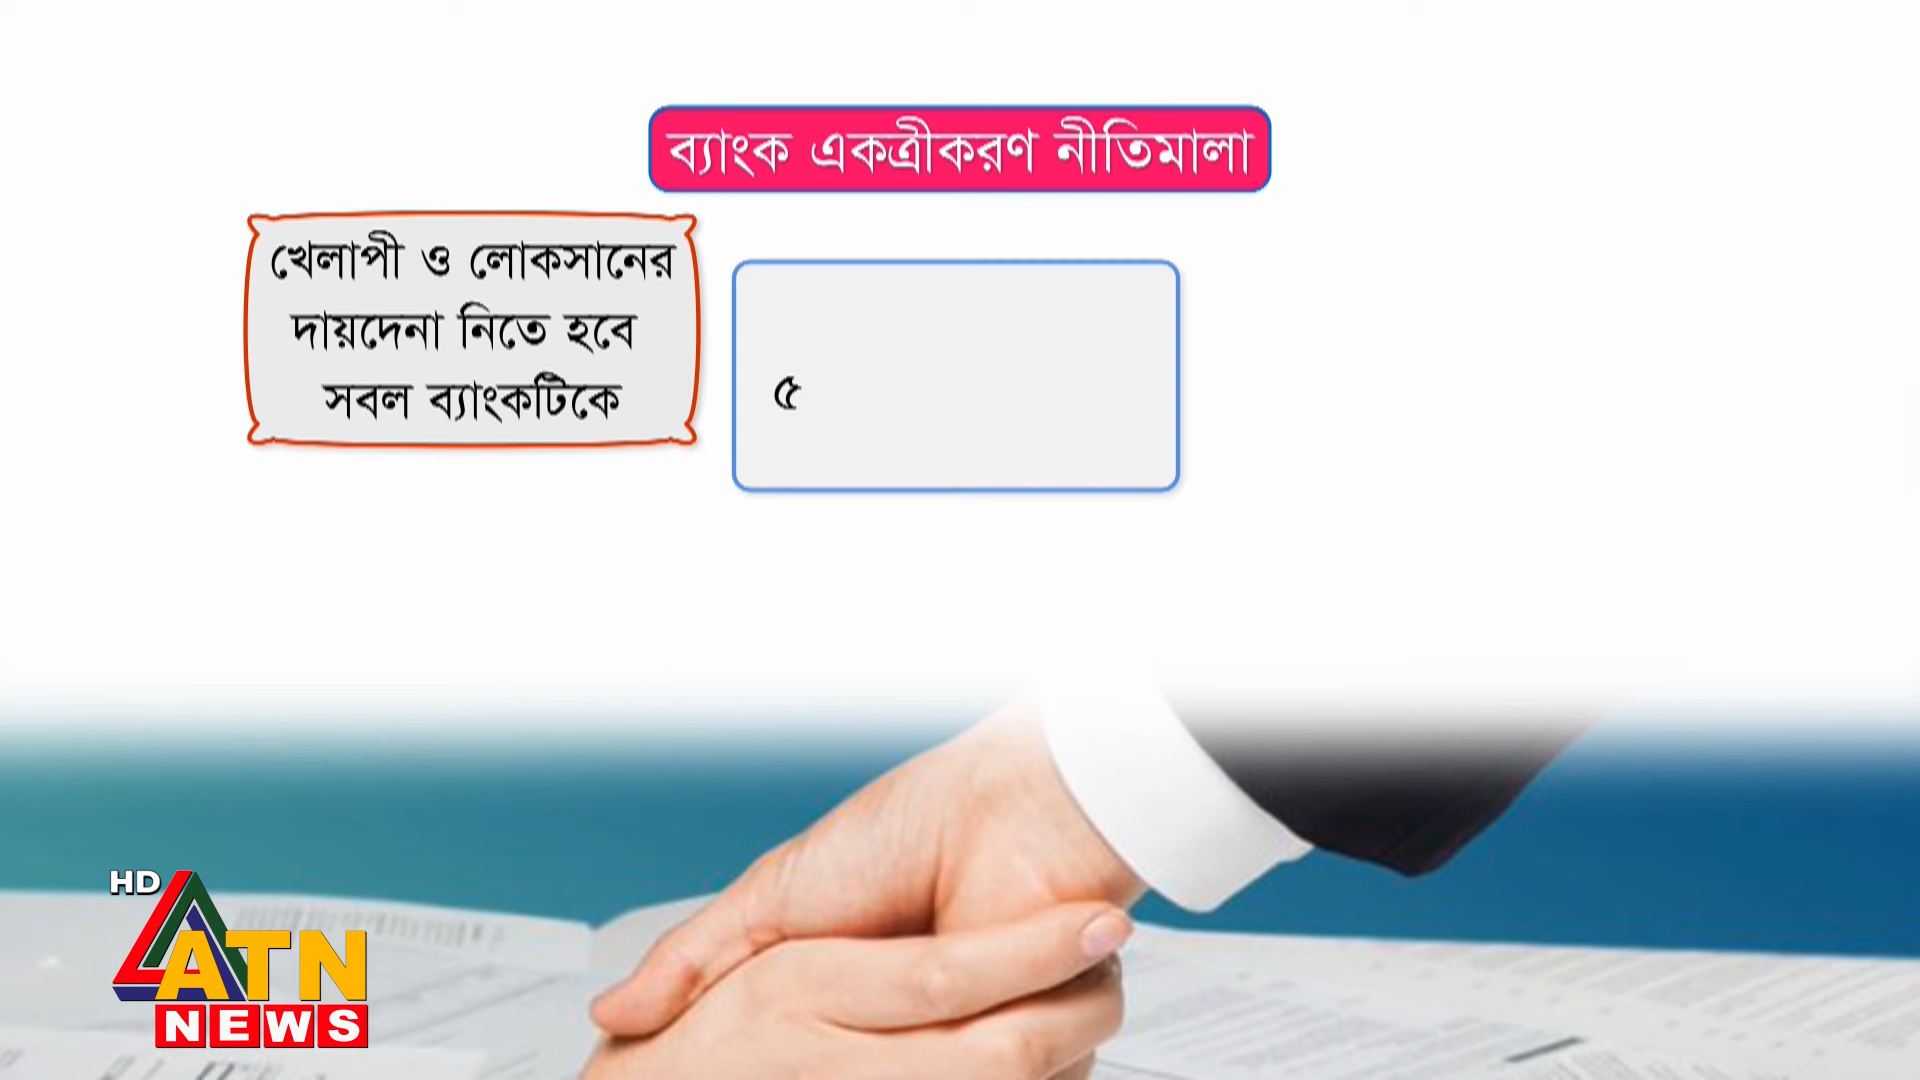 ব্যাংক একত্রীকরণ নীতিমালা
খেলাপী ও লোকসানের
দায়দেনা নিতে হবে
সবল ব্যাংকটিকে
৫
HD
ATN
NEWS